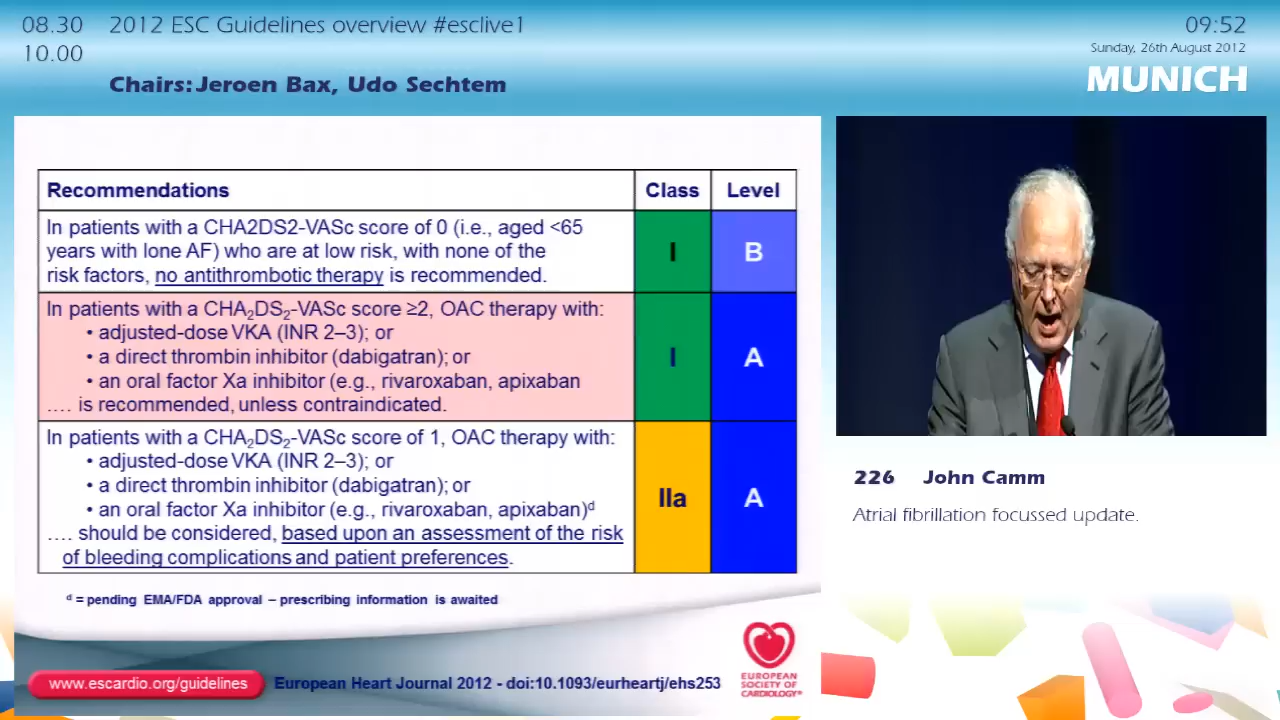 08.30 2012 ESC Guidelines overview #esclive1
10.00
Chairs: Jeroen Bax, Udo Sechtem
09:52
Sunday, 26th August 2012
MUNICH
Recommendations Class Level
In patients with a CHA2DS2-VASc score of 0 (i.e., aged <65
years with lone AF) who are at low risk, with none of the
risk factors, no antithrombotic therapy is recommended.
I B
In patients with a CHA₂DS₂-VASc score ≥2, OAC therapy with:
• adjusted-dose VKA (INR 2–3); or
• a direct thrombin inhibitor (dabigatran); or
• an oral factor Xa inhibitor (e.g., rivaroxaban, apixaban
.... is recommended, unless contraindicated.
I A
In patients with a CHA₂DS₂-VASc score of 1, OAC therapy with:
• adjusted-dose VKA (INR 2–3); or
• a direct thrombin inhibitor (dabigatran); or
• an oral factor Xa inhibitor (e.g., rivaroxaban, apixaban)ᵈ
.... should be considered, based upon an assessment of the risk
of bleeding complications and patient preferences.
IIa A
ᵈ = pending EMA/FDA approval – prescribing information is awaited
www.escardio.org/guidelines European Heart Journal 2012 - doi:10.1093/eurheartj/ehs253
EUROPEAN
SOCIETY OF
CARDIOLOGY®
226 John Camm
Atrial fibrillation focussed update.